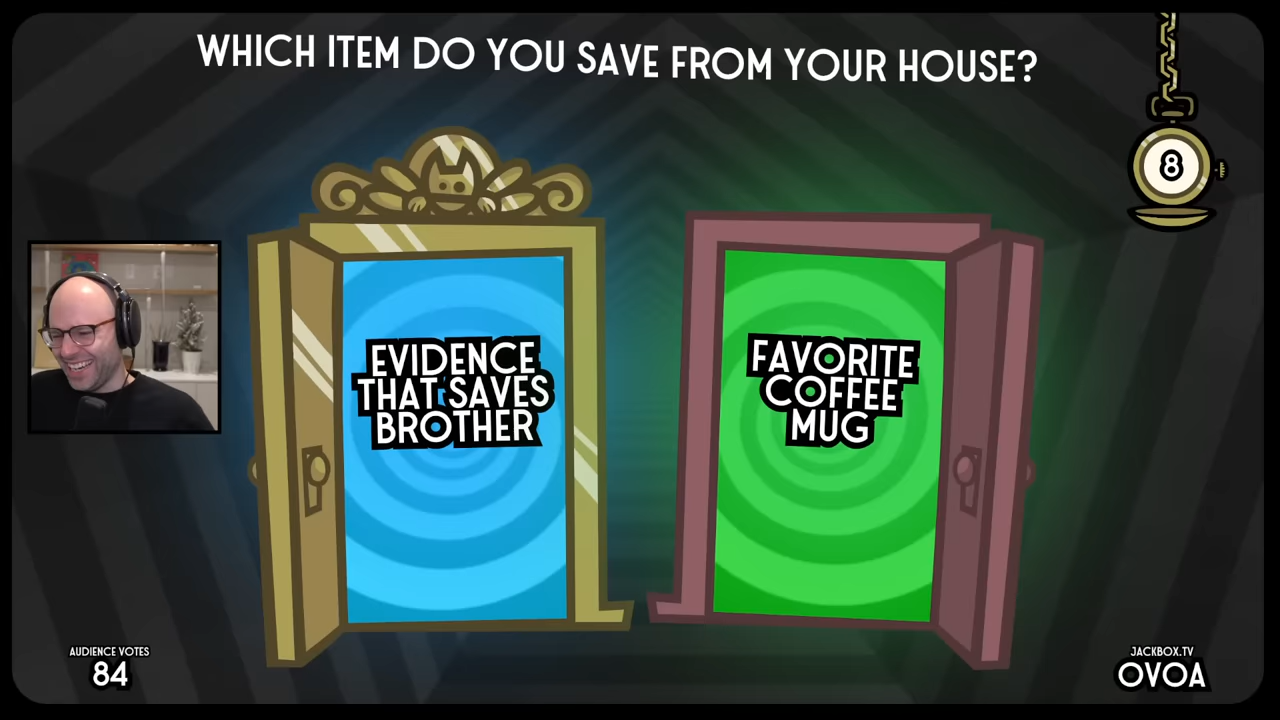 WHICH ITEM DO YOU SAVE FROM YOUR HOUSE?
8
EVIDENCE
THAT SAVES
BROTHER
FAVORITE
COFFEE
MUG
AUDIENCE VOTES
84
JACKBOX.TV
OVOA